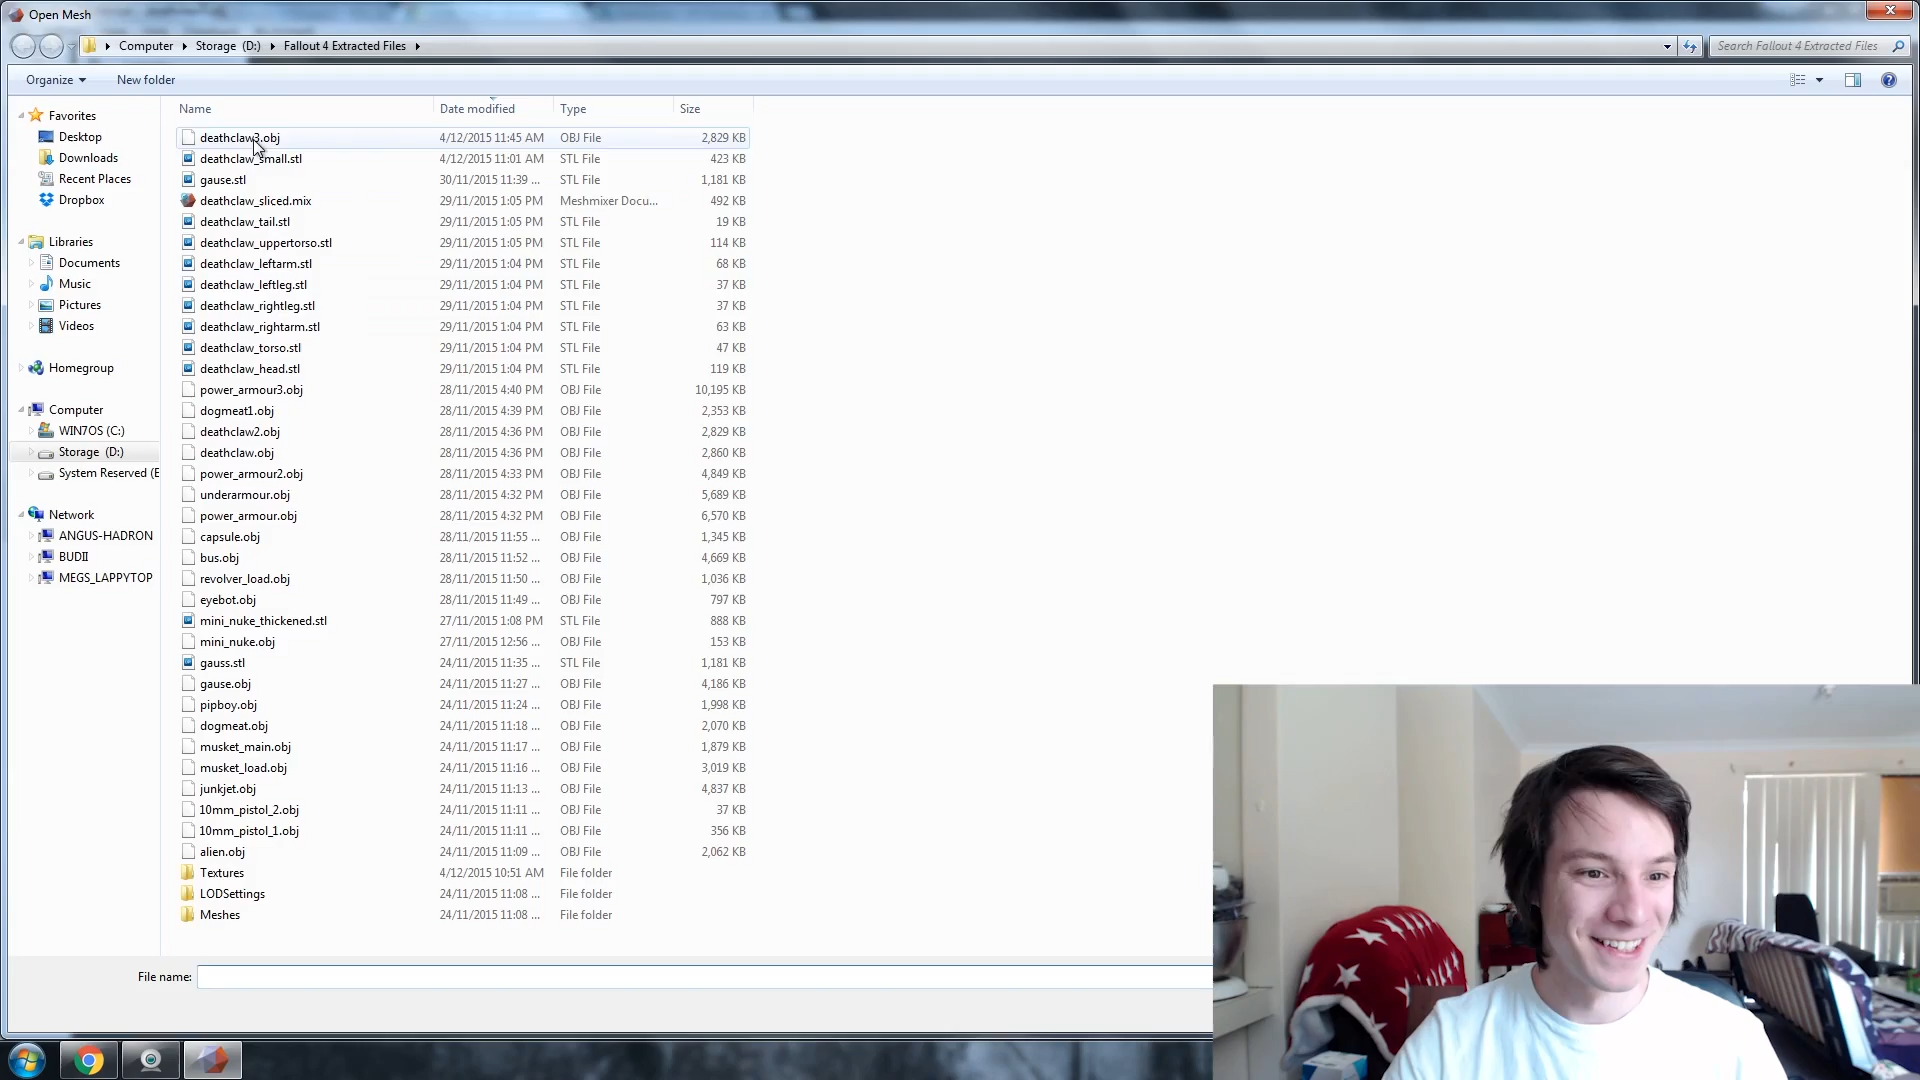 Open Mesh
Computer Storage (D:) Fallout 4 Extracted Files
Search Fallout 4 Extracted Files
Organize New folder
Name Date modified Type Size
Favorites
Desktop
Downloads
Recent Places
Dropbox
Libraries
Documents
Music
Pictures
Videos
Homegroup
Computer
WIN7OS (C:)
Storage (D:)
System Reserved (E
Network
ANGUS-HADRON
BUDII
MEGS_LAPPYTOP
deathclaw3.obj 4/12/2015 11:45 AM OBJ File 2,829 KB
deathclaw_small.stl 4/12/2015 11:01 AM STL File 423 KB
gause.stl 30/11/2015 11:39 ... STL File 1,181 KB
deathclaw_sliced.mix 29/11/2015 1:05 PM Meshmixer Docu... 492 KB
deathclaw_tail.stl 29/11/2015 1:05 PM STL File 19 KB
deathclaw_uppertorso.stl 29/11/2015 1:05 PM STL File 114 KB
deathclaw_leftarm.stl 29/11/2015 1:04 PM STL File 68 KB
deathclaw_leftleg.stl 29/11/2015 1:04 PM STL File 37 KB
deathclaw_rightleg.stl 29/11/2015 1:04 PM STL File 37 KB
deathclaw_rightarm.stl 29/11/2015 1:04 PM STL File 63 KB
deathclaw_torso.stl 29/11/2015 1:04 PM STL File 47 KB
deathclaw_head.stl 29/11/2015 1:04 PM STL File 119 KB
power_armour3.obj 28/11/2015 4:40 PM OBJ File 10,195 KB
dogmeat1.obj 28/11/2015 4:39 PM OBJ File 2,353 KB
deathclaw2.obj 28/11/2015 4:36 PM OBJ File 2,829 KB
deathclaw.obj 28/11/2015 4:36 PM OBJ File 2,860 KB
power_armour2.obj 28/11/2015 4:33 PM OBJ File 4,849 KB
underarmour.obj 28/11/2015 4:32 PM OBJ File 5,689 KB
power_armour.obj 28/11/2015 4:32 PM OBJ File 6,570 KB
capsule.obj 28/11/2015 11:55 ... OBJ File 1,345 KB
bus.obj 28/11/2015 11:52 ... OBJ File 4,669 KB
revolver_load.obj 28/11/2015 11:50 ... OBJ File 1,036 KB
eyebot.obj 28/11/2015 11:49 ... OBJ File 797 KB
mini_nuke_thickened.stl 27/11/2015 1:08 PM STL File 888 KB
mini_nuke.obj 27/11/2015 12:56 ... OBJ File 153 KB
gauss.stl 24/11/2015 11:35 ... STL File 1,181 KB
gause.obj 24/11/2015 11:27 ... OBJ File 4,186 KB
pipboy.obj 24/11/2015 11:24 ... OBJ File 1,998 KB
dogmeat.obj 24/11/2015 11:18 ... OBJ File 2,070 KB
musket_main.obj 24/11/2015 11:17 ... OBJ File 1,879 KB
musket_load.obj 24/11/2015 11:16 ... OBJ File 3,019 KB
junkjet.obj 24/11/2015 11:13 ... OBJ File 4,837 KB
10mm_pistol_2.obj 24/11/2015 11:11 ... OBJ File 37 KB
10mm_pistol_1.obj 24/11/2015 11:11 ... OBJ File 356 KB
alien.obj 24/11/2015 11:09 ... OBJ File 2,062 KB
Textures 4/12/2015 10:51 AM File folder
LODSettings 24/11/2015 11:08 ... File folder
Meshes 24/11/2015 11:08 ... File folder
File name: